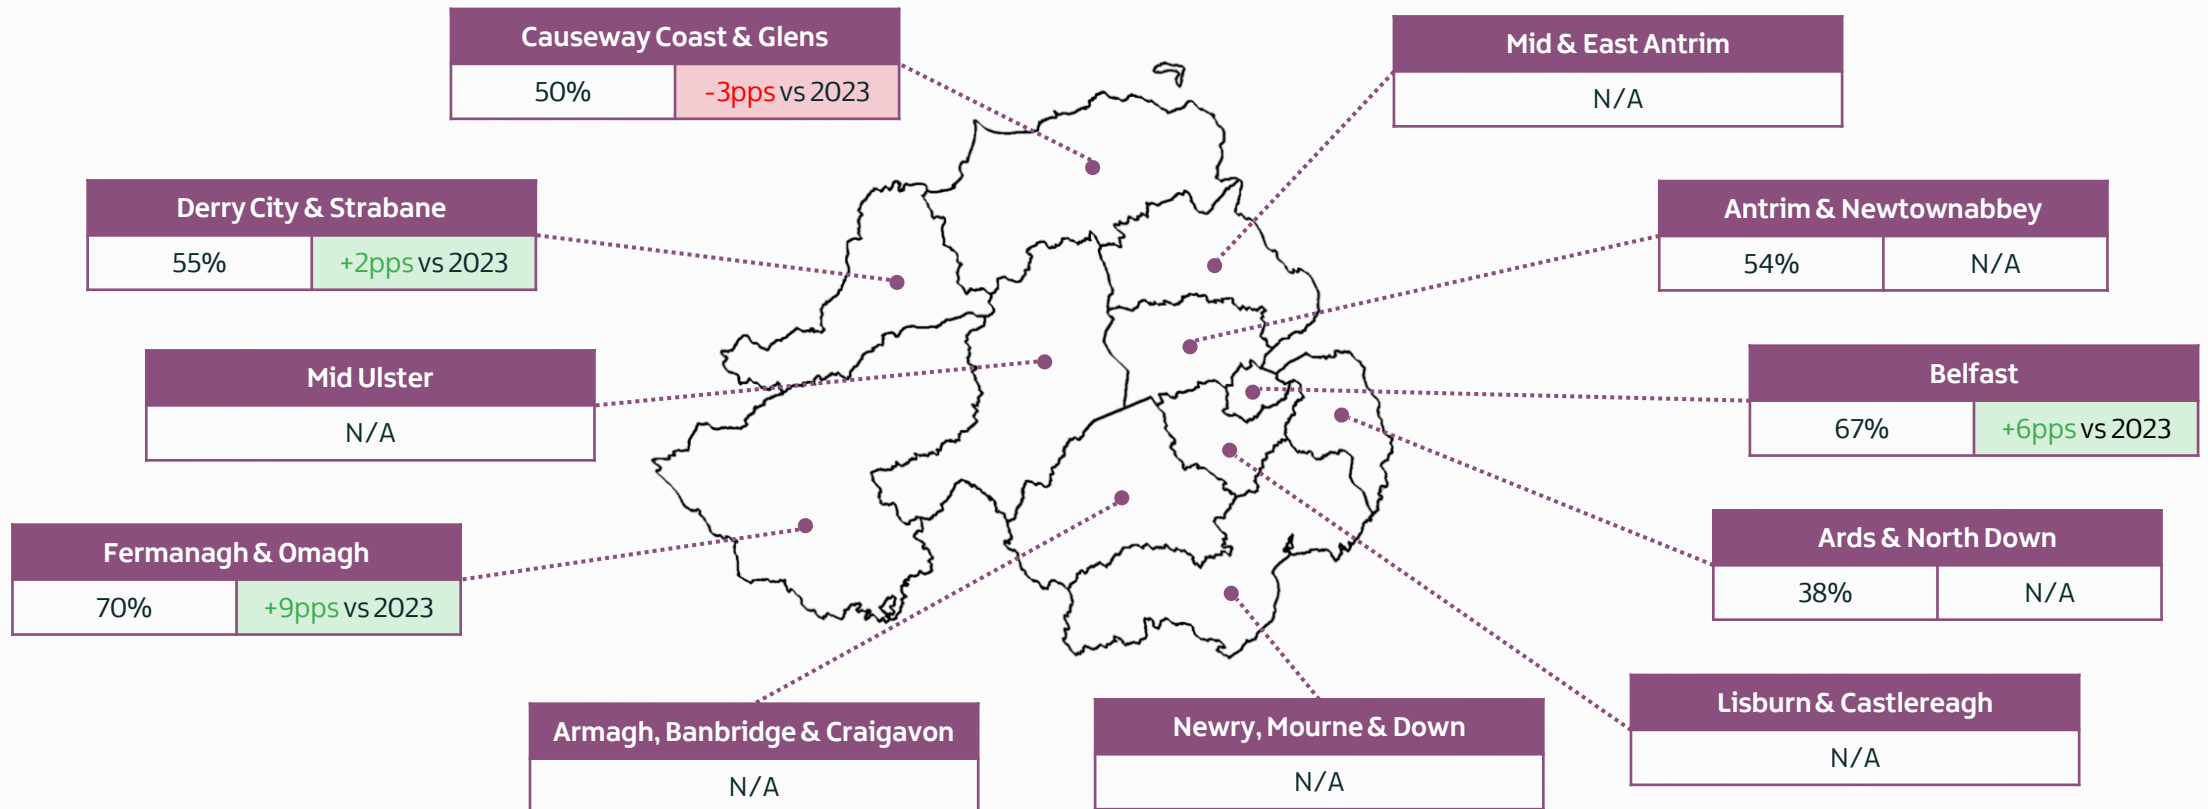 Causeway Coast & Glens
50% -3pps vs 2023
Mid & East Antrim
N/A
Derry City & Strabane
55% +2pps vs 2023
Antrim & Newtownabbey
54% N/A
Mid Ulster
N/A
Belfast
67% +6pps vs 2023
Fermanagh & Omagh
70% +9pps vs 2023
Ards & North Down
38% N/A
Armagh, Banbridge & Craigavon
N/A
Newry, Mourne & Down
N/A
Lisburn & Castlereagh
N/A